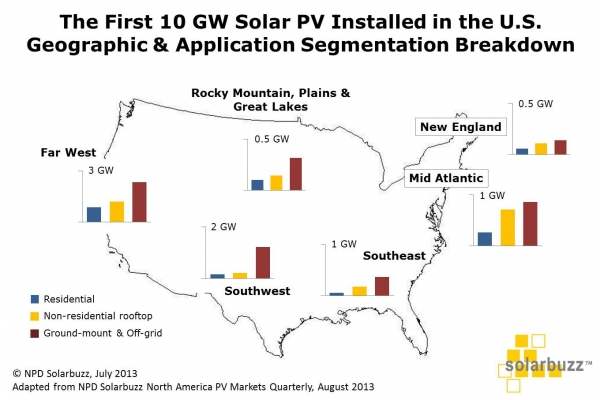 The First 10 GW Solar PV Installed in the U.S.
Geographic & Application Segmentation Breakdown
Rocky Mountain, Plains &
Great Lakes
0.5 GW
New England
Far West
3 GW
0.5 GW
Mid Atlantic
1 GW
2 GW
1 GW
Southeast
Southwest
Residential
Non-residential rooftop
Ground-mount & Off-grid
solarbuzz™
© NPD Solarbuzz, July 2013
Adapted from NPD Solarbuzz North America PV Markets Quarterly, August 2013